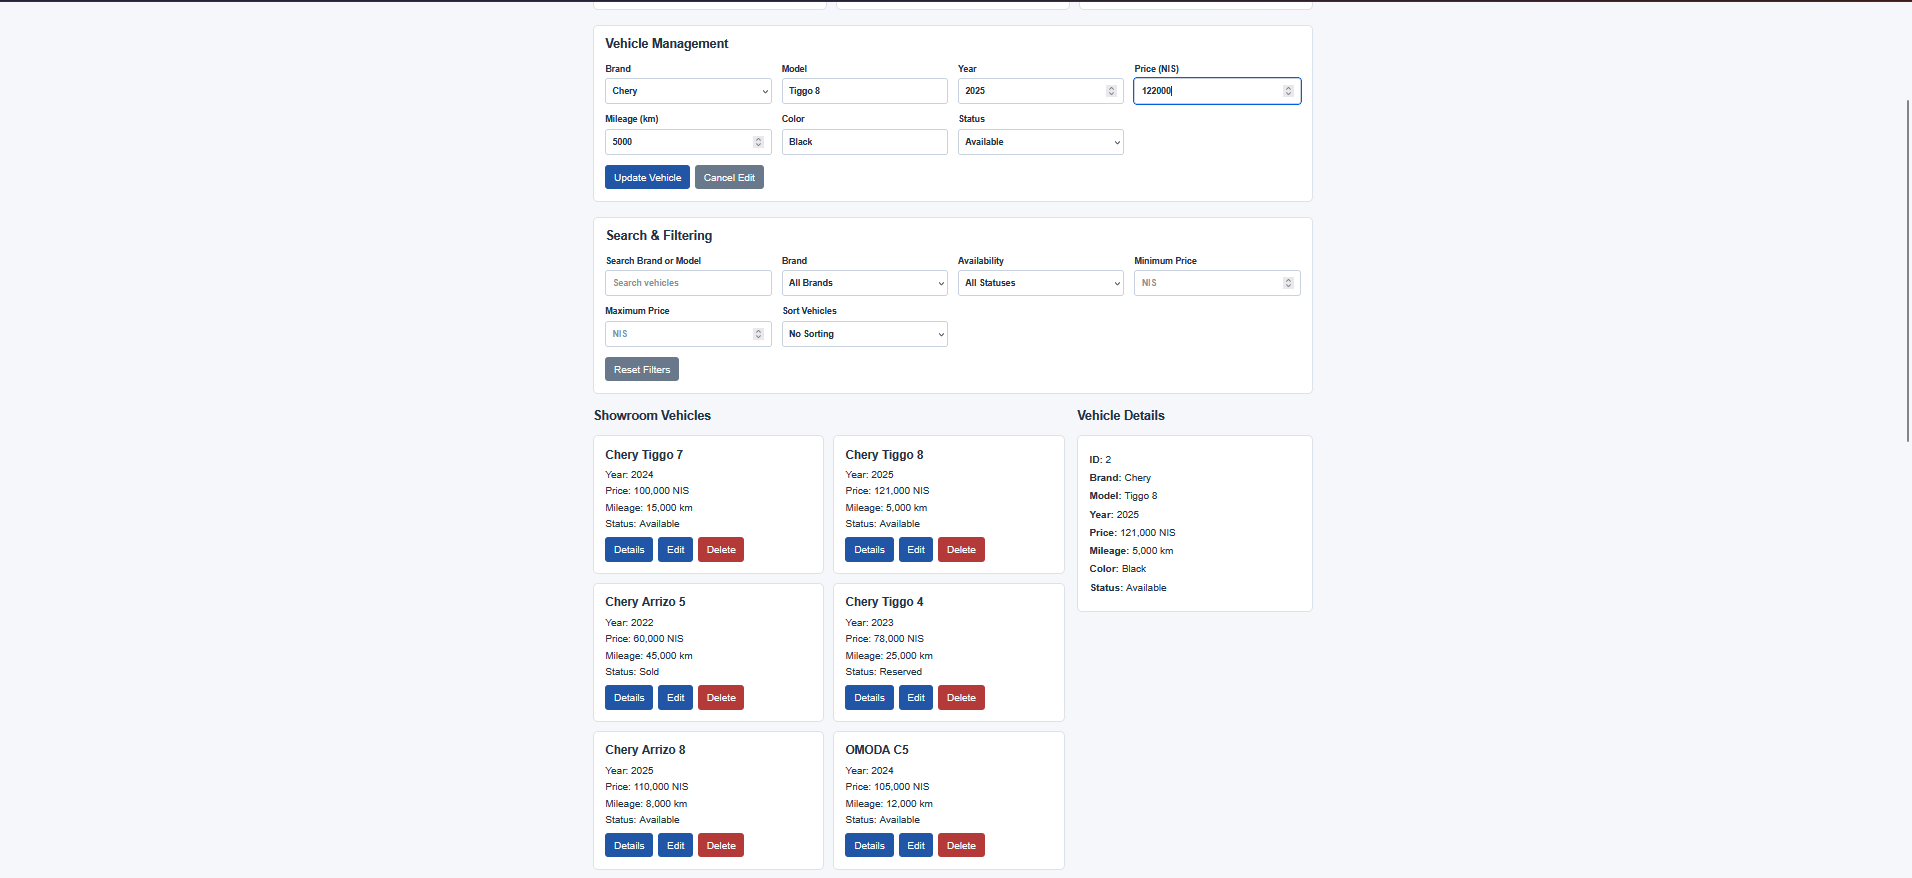 Vehicle Management
Brand Model Year Price (NIS)
Chery Tiggo 8 2025 122000
Mileage (km) Color Status
5000 Black Available
Update Vehicle Cancel Edit
Search & Filtering
Search Brand or Model Brand Availability Minimum Price
Search vehicles All Brands All Statuses NIS
Maximum Price Sort Vehicles
NIS No Sorting
Reset Filters
Showroom Vehicles
Chery Tiggo 7
Year: 2024
Price: 100,000 NIS
Mileage: 15,000 km
Status: Available
Details Edit Delete
Chery Tiggo 8
Year: 2025
Price: 121,000 NIS
Mileage: 5,000 km
Status: Available
Details Edit Delete
Chery Arrizo 5
Year: 2022
Price: 60,000 NIS
Mileage: 45,000 km
Status: Sold
Details Edit Delete
Chery Tiggo 4
Year: 2023
Price: 78,000 NIS
Mileage: 25,000 km
Status: Reserved
Details Edit Delete
Chery Arrizo 8
Year: 2025
Price: 110,000 NIS
Mileage: 8,000 km
Status: Available
Details Edit Delete
OMODA C5
Year: 2024
Price: 105,000 NIS
Mileage: 12,000 km
Status: Available
Details Edit Delete
Vehicle Details
ID: 2
Brand: Chery
Model: Tiggo 8
Year: 2025
Price: 121,000 NIS
Mileage: 5,000 km
Color: Black
Status: Available